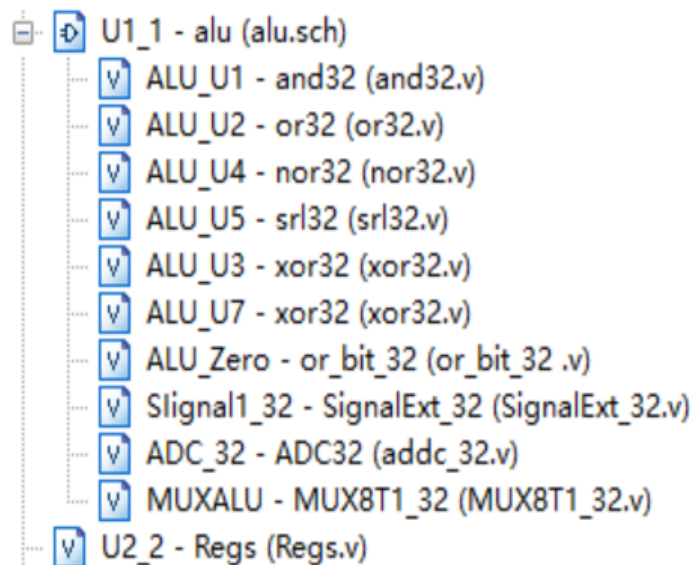 U1_1 - alu (alu.sch)
ALU_U1 - and32 (and32.v)
ALU_U2 - or32 (or32.v)
ALU_U4 - nor32 (nor32.v)
ALU_U5 - srl32 (srl32.v)
ALU_U3 - xor32 (xor32.v)
ALU_U7 - xor32 (xor32.v)
ALU_Zero - or_bit_32 (or_bit_32 .v)
SIignal1_32 - SignalExt_32 (SignalExt_32.v)
ADC_32 - ADC32 (addc_32.v)
MUXALU - MUX8T1_32 (MUX8T1_32.v)
U2_2 - Regs (Regs.v)